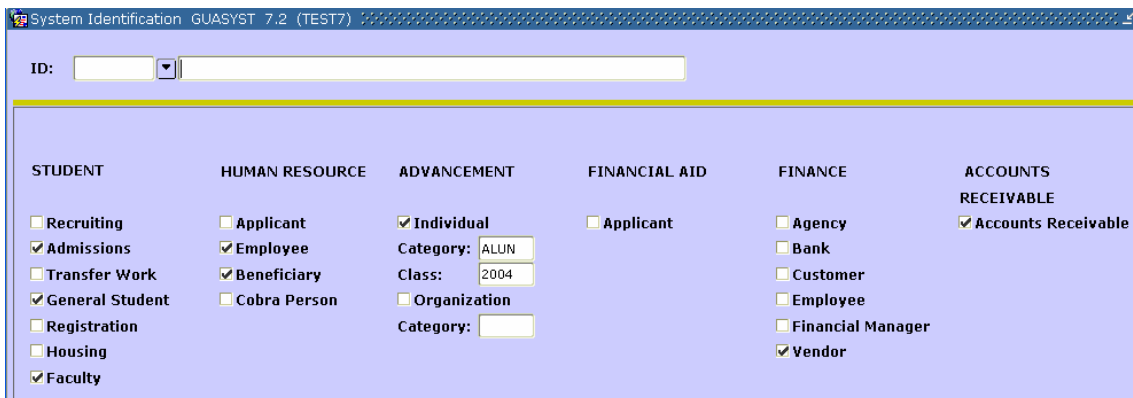 System Identification GUASYST 7.2 (TEST7)
ID:
STUDENT HUMAN RESOURCE ADVANCEMENT FINANCIAL AID FINANCE ACCOUNTS
RECEIVABLE
Recruiting Applicant Individual Applicant Agency Accounts Receivable
Admissions Employee Category: ALUN Bank
Transfer Work Beneficiary Class: 2004 Customer
General Student Cobra Person Organization Employee
Registration Category: Financial Manager
Housing Vendor
Faculty